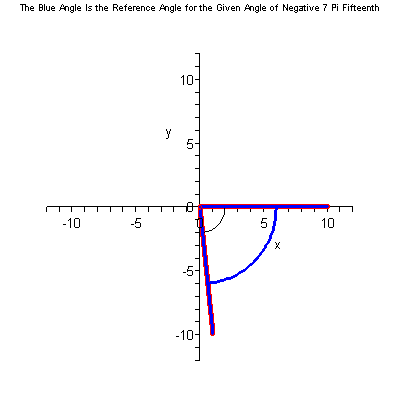 The Blue Angle Is the Reference Angle for the Given Angle of Negative 7 Pi Fifteenth
10
y
5
-10 -5 0 5 10
x
-5
-10